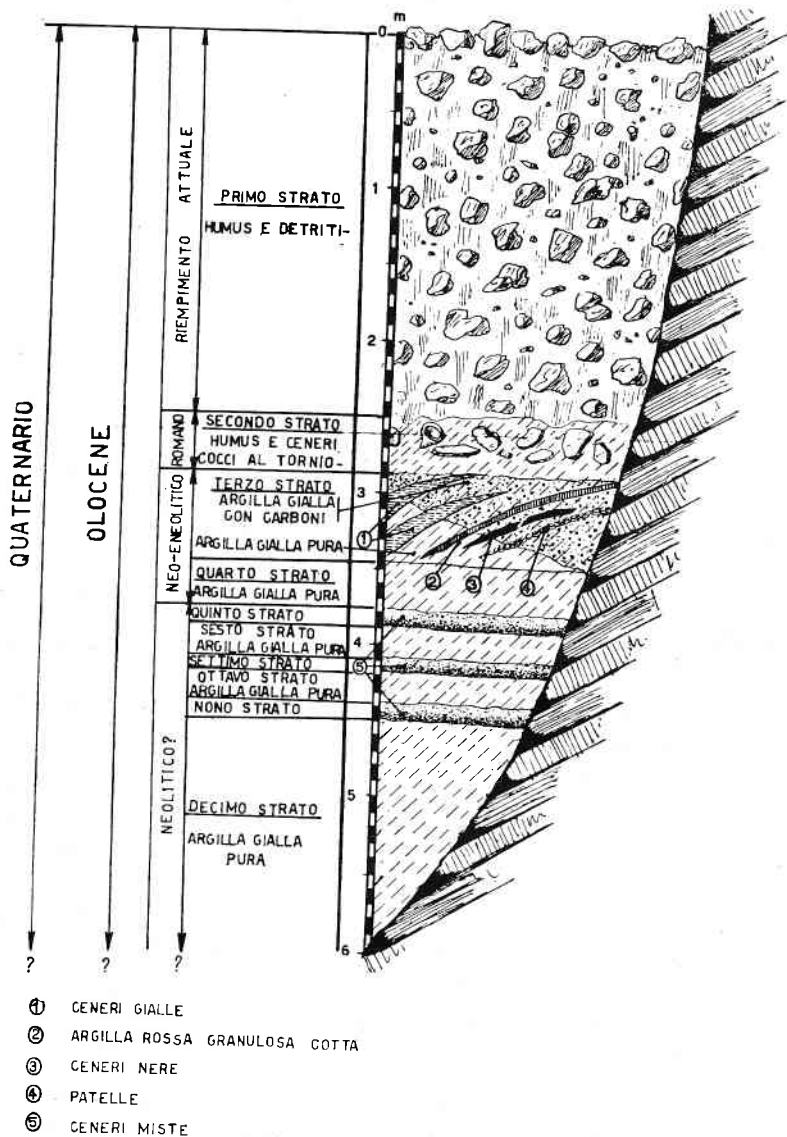 m
0
1
2
3
4
5
6
QUATERNARIO
OLOCENE
RIEMPIMENTO ATTUALE
ROMANO
NEO-ENEOLITICO
NEOLITICO?
PRIMO STRATO
HUMUS E DETRITI-
SECONDO STRATO
HUMUS E CENERI
COCCI AL TORNIO-
TERZO STRATO
ARGILLA GIALLA
CON CARBONI
ARGILLA GIALLA PURA
QUARTO STRATO
ARGILLA GIALLA PURA
QUINTO STRATO
SESTO STRATO
ARGILLA GIALLA PURA
SETTIMO STRATO
OTTAVO STRATO
ARGILLA GIALLA PURA
NONO STRATO
DECIMO STRATO
ARGILLA GIALLA
PURA
1
2
3
4
5
? ? ?
1 CENERI GIALLE
2 ARGILLA ROSSA GRANULOSA COTTA
3 CENERI NERE
4 PATELLE
5 CENERI MISTE